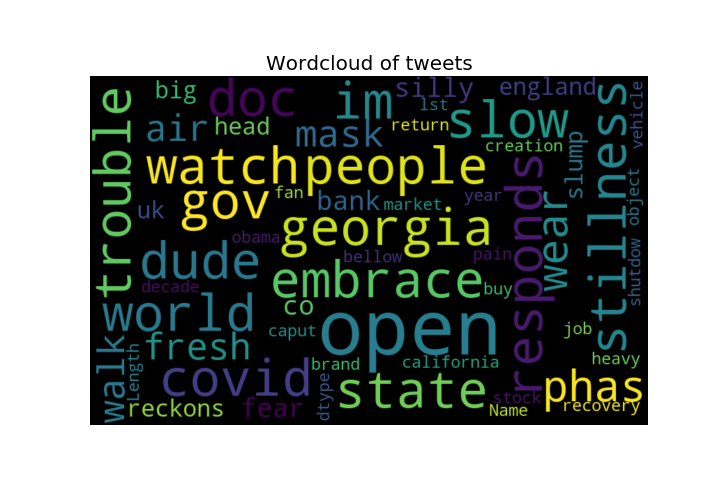 Wordcloud of tweets
trouble
big
doc
im
silly
england
lst
stillness
vehicle
air
head
mask
return
slow
creation
slump
watch
people
responds
uk
gov
fan
bank
market
year
wear
object
obama
georgia
dude
bellow
pain
decade
embrace
buy
shutdow
world
co
open
job
walk
fresh
caput
Length
covid
brand
california
heavy
dtype
state
stock
phas
reckons
fear
Name
recovery